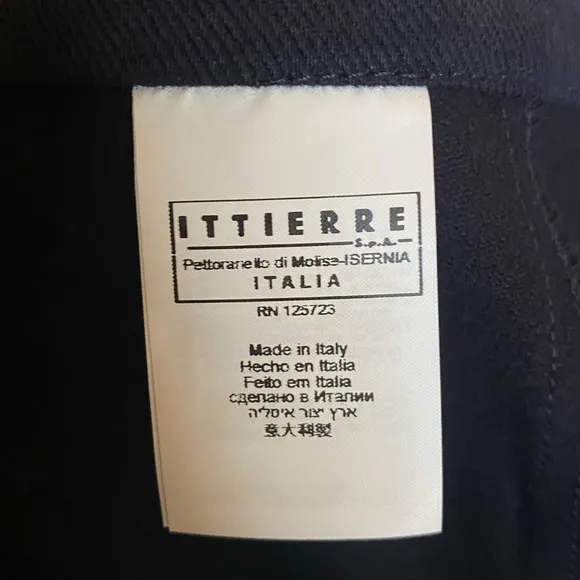 ITTIERRE
S.p.A.
Pettoranello di Molise-ISERNIA
ITALIA
RN 125723
Made in Italy
Hecho en Italia
Feito em Italia
сделано в Италии
ארץ יצור איטליה
意大利製